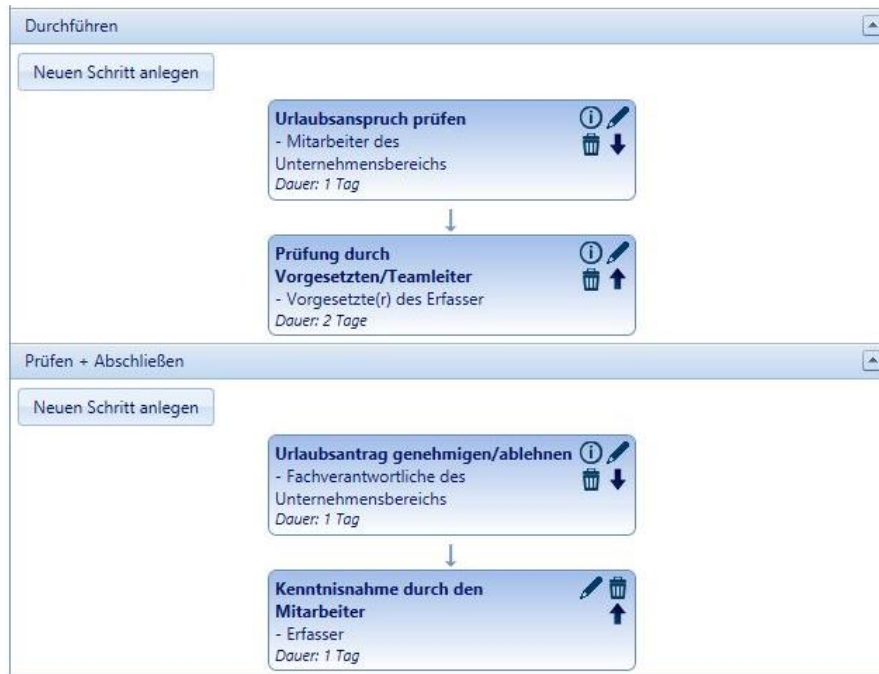 Durchführen
Neuen Schritt anlegen
Urlaubsanspruch prüfen
- Mitarbeiter des
Unternehmensbereichs
Dauer: 1 Tag
Prüfung durch
Vorgesetzten/Teamleiter
- Vorgesetzte(r) des Erfasser
Dauer: 2 Tage
Prüfen + Abschließen
Neuen Schritt anlegen
Urlaubsantrag genehmigen/ablehnen
- Fachverantwortliche des
Unternehmensbereichs
Dauer: 1 Tag
Kenntnisnahme durch den
Mitarbeiter
- Erfasser
Dauer: 1 Tag